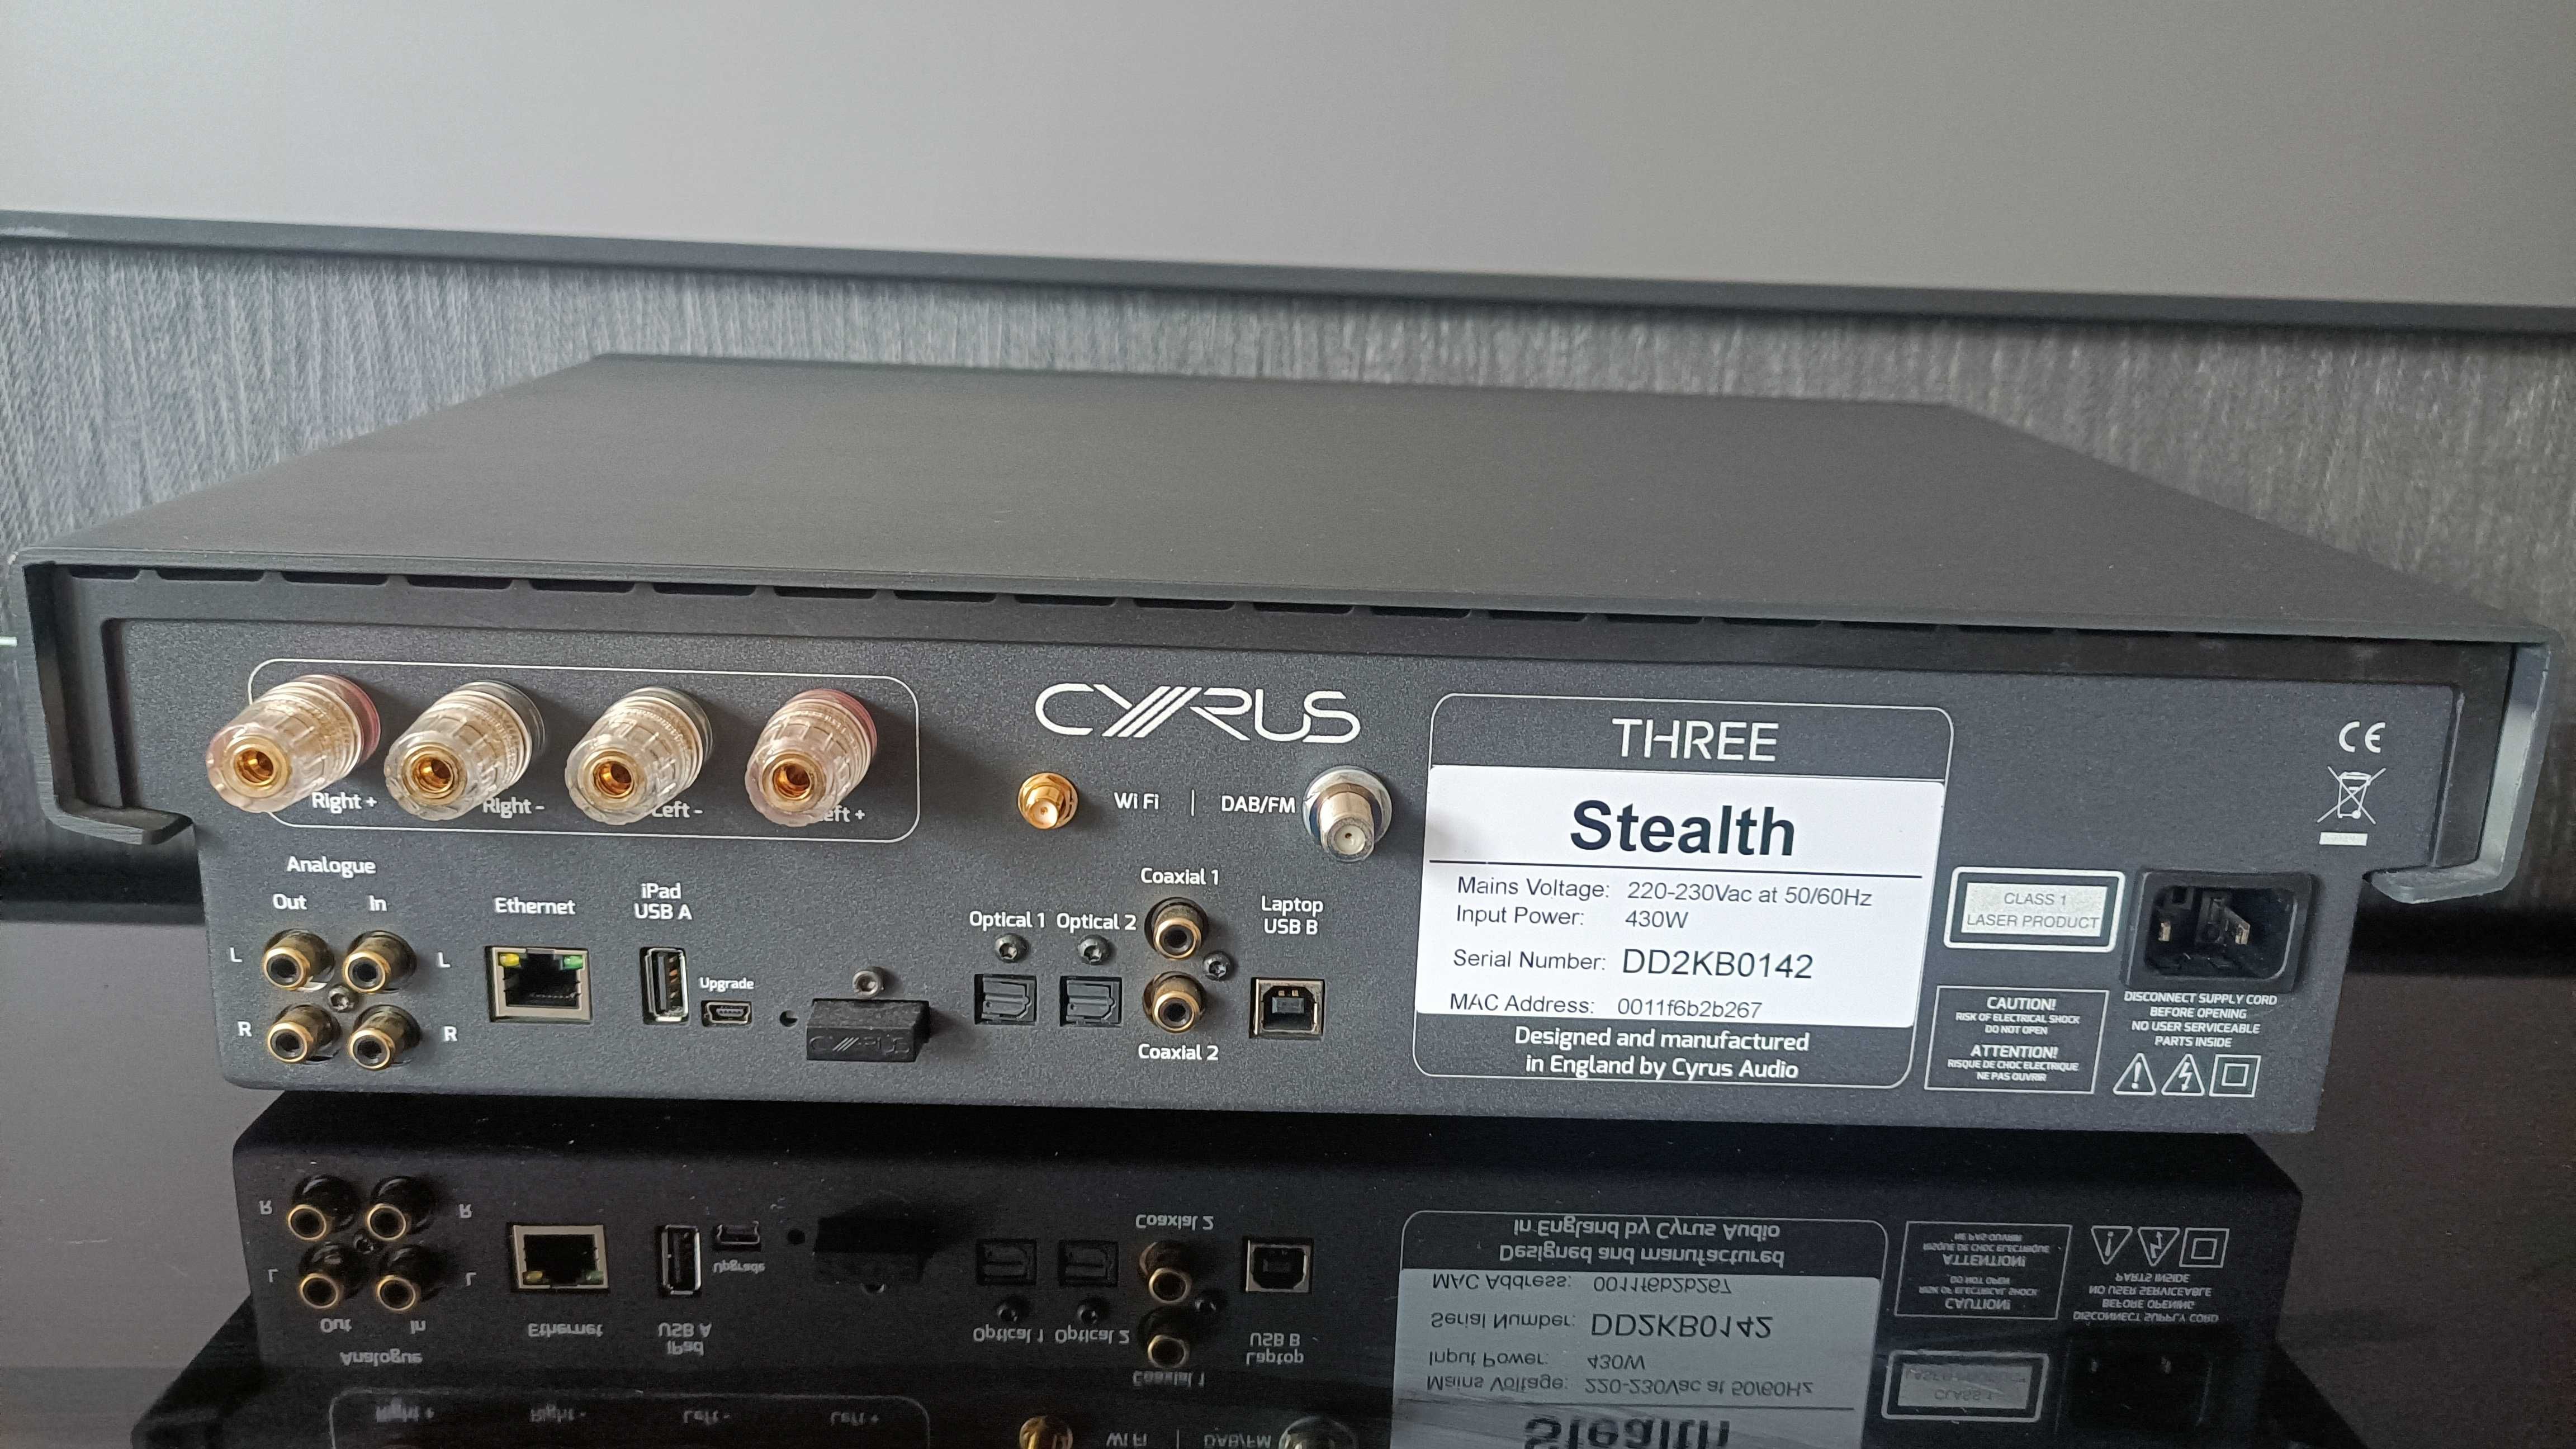 CYRUS
Right +
Right -
Left -
Left +
WiFi | DAB/FM
THREE
Stealth
Mains Voltage: 220-230Vac at 50/60Hz
Input Power: 430W
Serial Number: DD2KB0142
MAC Address: 0011f6b2b267
Designed and manufactured
in England by Cyrus Audio
CE
Analogue
Out In
L L
R R
Ethernet
iPad
USB A
Upgrade
CYRUS
Optical 1 Optical 2
Coaxial 1
Coaxial 2
Laptop
USB B
CLASS 1
LASER PRODUCT
CAUTION!
RISK OF ELECTRICAL SHOCK
DO NOT OPEN
ATTENTION!
RISQUE DE CHOC ELECTRIQUE
NE PAS OUVRIR
DISCONNECT SUPPLY CORD
BEFORE OPENING
NO USER SERVICEABLE
PARTS INSIDE